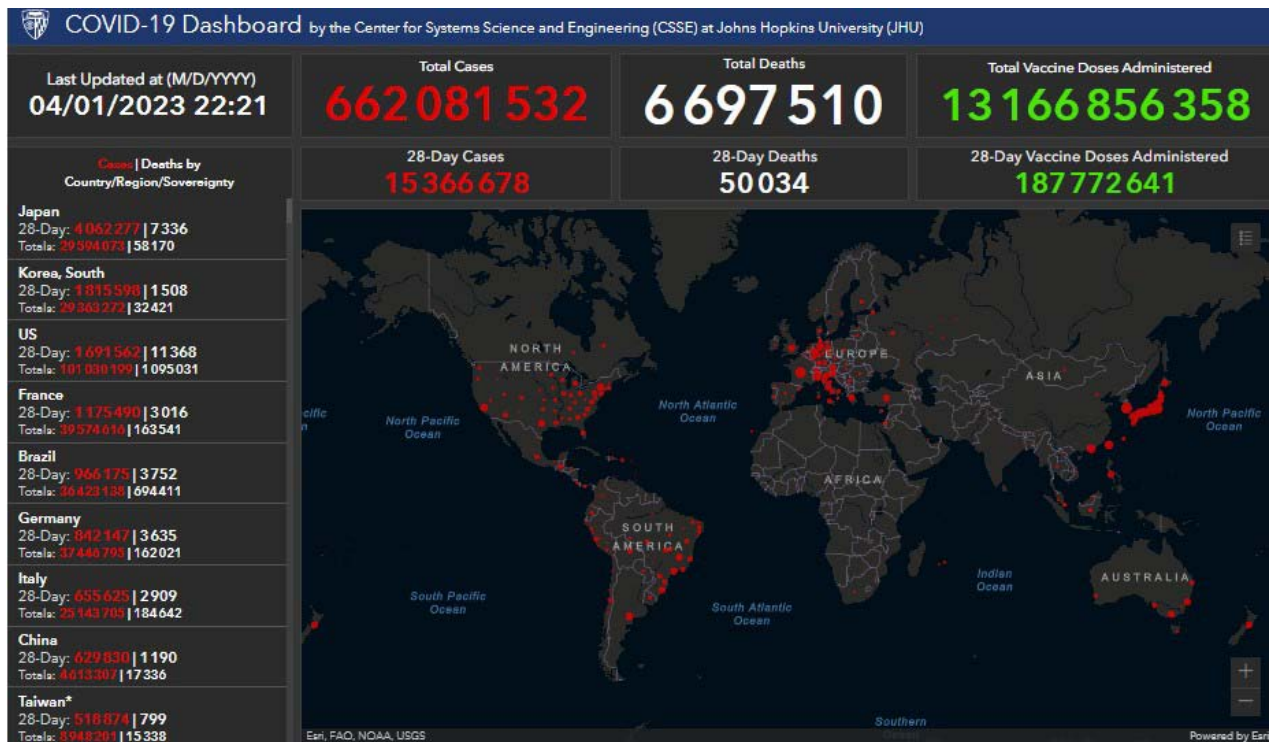 COVID-19 Dashboard by the Center for Systems Science and Engineering (CSSE) at Johns Hopkins University (JHU)
Last Updated at (M/D/YYYY)
04/01/2023 22:21
Total Cases
662 081 532
Total Deaths
6 697 510
Total Vaccine Doses Administered
13 166 856 358
28-Day Cases
15 366 678
28-Day Deaths
50 034
28-Day Vaccine Doses Administered
187 772 641
Cases | Deaths by
Country/Region/Sovereignty
Japan
28-Day: 4 062 277 | 7 336
Totals: 29 594 073 | 58 170
Korea, South
28-Day: 1 815 598 | 1 508
Totals: 29 363 272 | 32 421
US
28-Day: 1 691 562 | 11 368
Totals: 101 030 199 | 1 095 031
France
28-Day: 1 175 490 | 3 016
Totals: 39 574 616 | 163 541
Brazil
28-Day: 966 175 | 3 752
Totals: 36 423 138 | 694 411
Germany
28-Day: 842 147 | 3 635
Totals: 37 446 795 | 162 021
Italy
28-Day: 655 625 | 2 909
Totals: 25 143 705 | 184 642
China
28-Day: 629 830 | 1 190
Totals: 4 613 307 | 17 336
Taiwan*
28-Day: 518 874 | 799
Totals: 8 948 201 | 15 338
NORTH
AMERICA
EUROPE
ASIA
North Pacific
Ocean
North Atlantic
Ocean
North Pacific
Ocean
AFRICA
SOUTH
AMERICA
Indian
Ocean
AUSTRALIA
South Pacific
Ocean
South Atlantic
Ocean
Southern
Ocean
Esri, FAO, NOAA, USGS
Powered by Esri